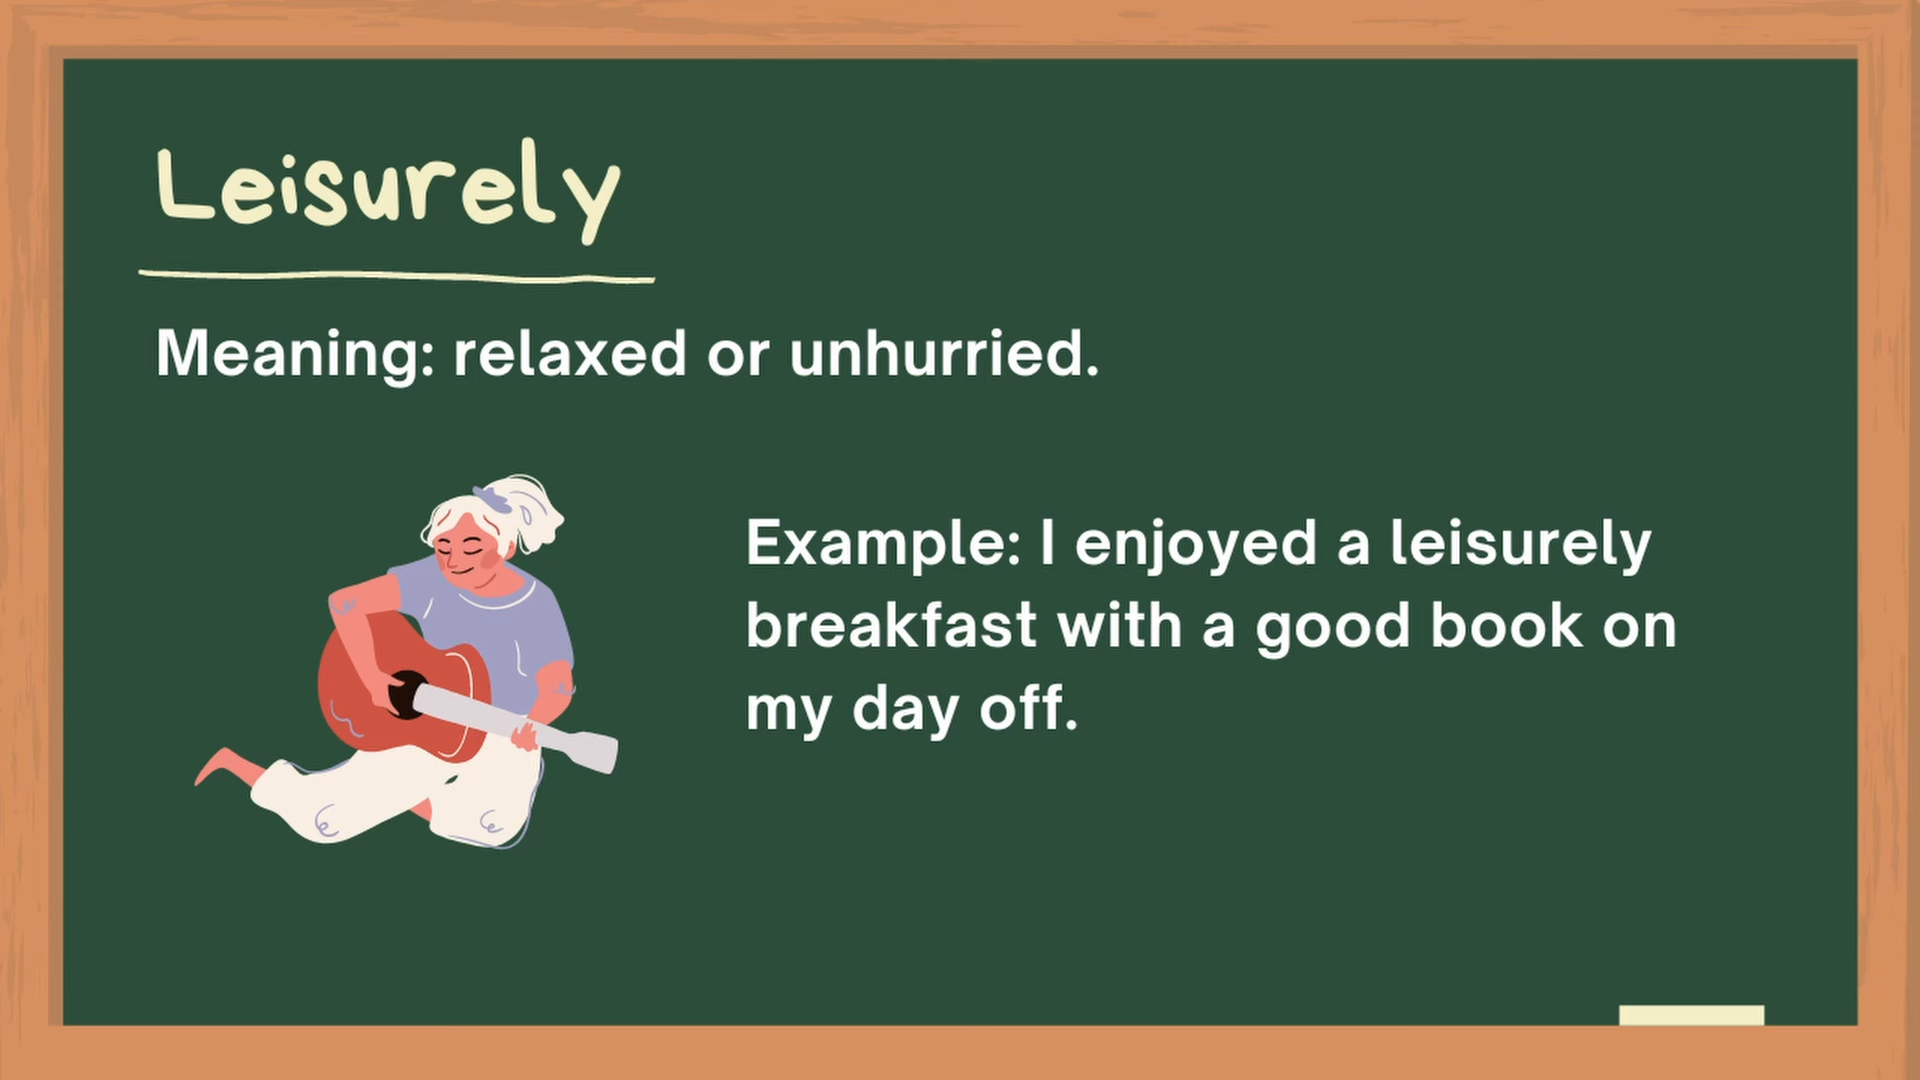 Leisurely
Meaning: relaxed or unhurried.
Example: I enjoyed a leisurely
breakfast with a good book on
my day off.